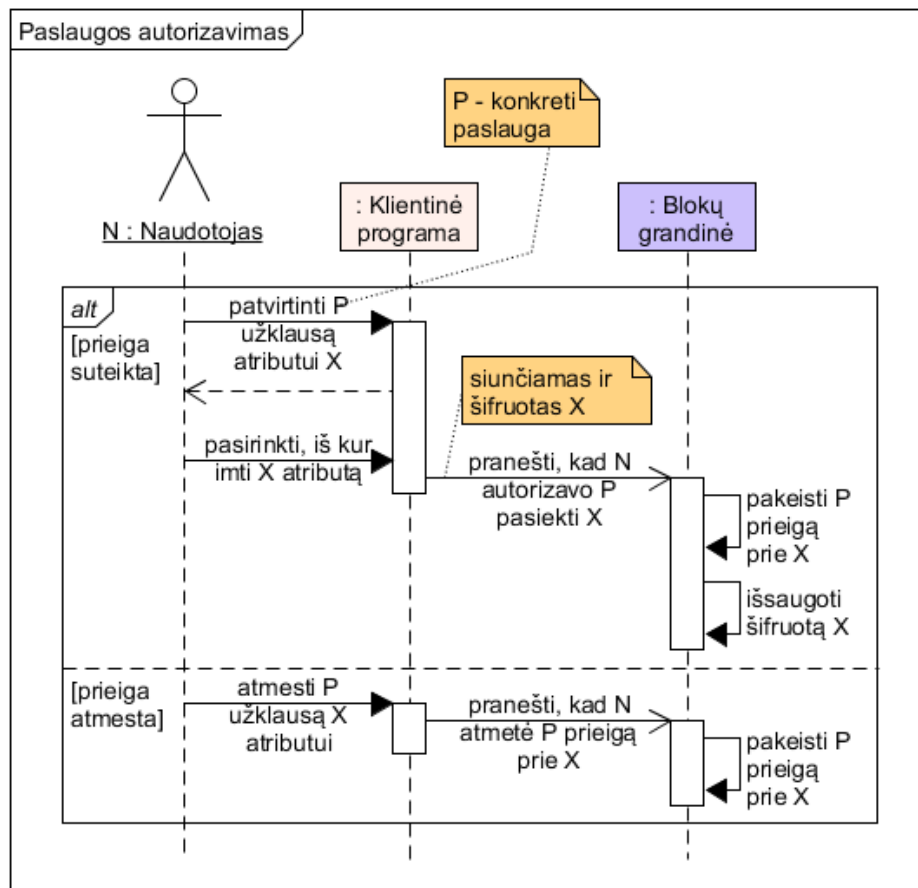 Paslaugos autorizavimas
P - konkreti
paslauga
N : Naudotojas
: Klientinė
programa
: Blokų
grandinė
alt
[prieiga
suteikta]
patvirtinti P
užklausą
atributui X
siunčiamas ir
šifruotas X
pasirinkti, iš kur
imti X atributą
pranešti, kad N
autorizavo P
pasiekti X
pakeisti P
prieigą
prie X
išsaugoti
šifruotą X
[prieiga
atmesta]
atmesti P
užklausą X
atributui
pranešti, kad N
atmetė P prieigą
prie X
pakeisti P
prieigą
prie X